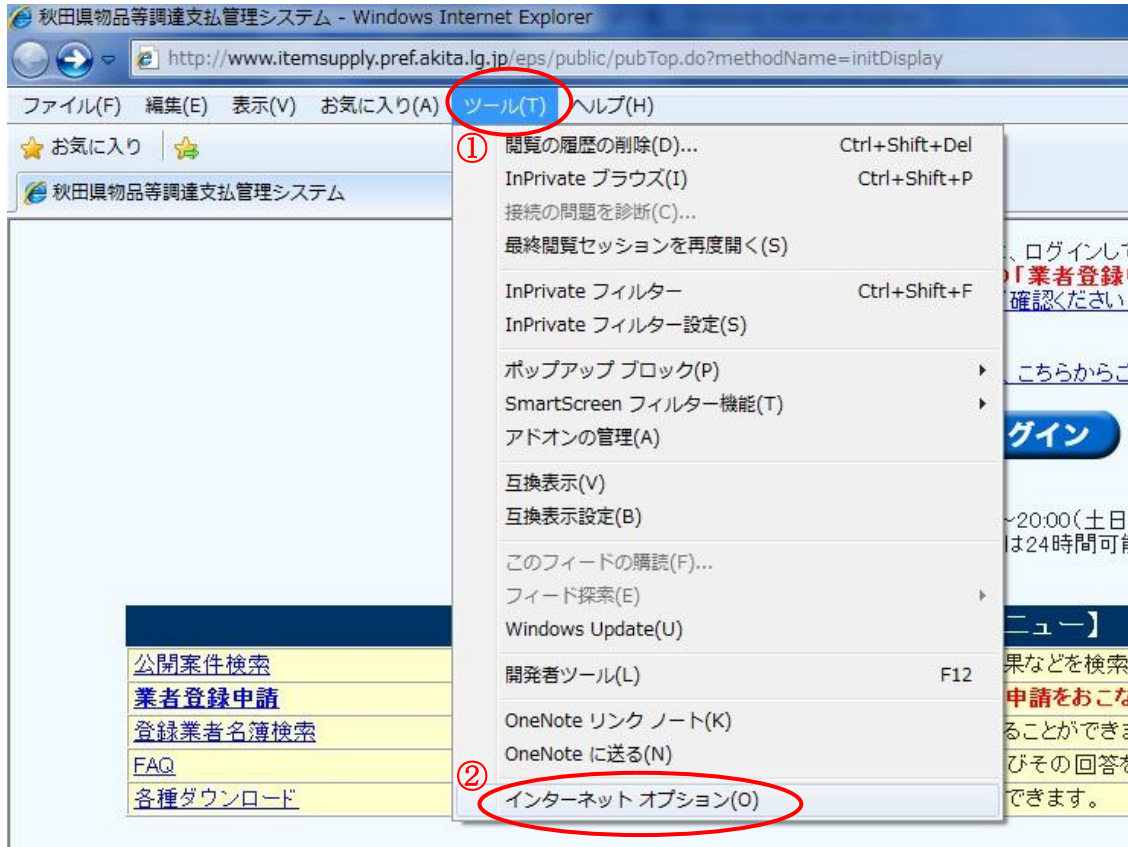 秋田県物品等調達支払管理システム - Windows Internet Explorer
http://www.itemsupply.pref.akita.lg.jp/eps/public/pubTop.do?methodName=initDisplay
ファイル(F) 編集(E) 表示(V) お気に入り(A) ツール(T) ヘルプ(H)
お気に入り
①
秋田県物品等調達支払管理システム
閲覧の履歴の削除(D)... Ctrl+Shift+Del
InPrivate ブラウズ(I) Ctrl+Shift+P
接続の問題を診断(C)...
最終閲覧セッションを再度開く(S)
InPrivate フィルター Ctrl+Shift+F
InPrivate フィルター設定(S)
ポップアップ ブロック(P)
SmartScreen フィルター機能(T)
アドオンの管理(A)
互換表示(V)
互換表示設定(B)
このフィードの購読(F)...
フィード探索(E)
Windows Update(U)
開発者ツール(L) F12
OneNote リンク ノート(K)
OneNote に送る(N)
②
インターネット オプション(O)
、ログインして
「業者登録
確認ください
こちらからご
グイン
~20:00(土日
は24時間可能
ニュー】
公開案件検索
果などを検索
業者登録申請
申請をおこな
登録業者名簿検索
ることができま
FAQ
びその回答を
各種ダウンロード
できます。